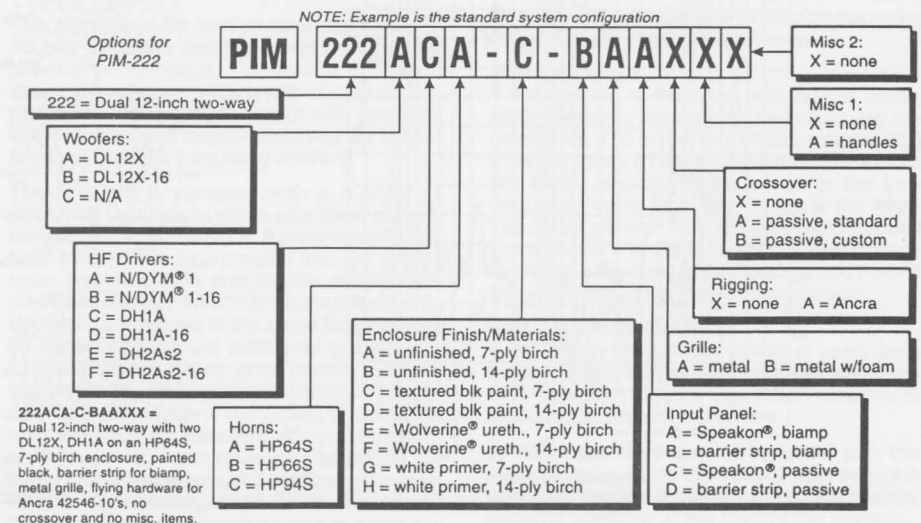 NOTE: Example is the standard system configuration
Options for
PIM-222
PIM 222 A C A - C - B A A X X X
Misc 2:
X = none
222 = Dual 12-inch two-way
Misc 1:
X = none
A = handles
Woofers:
A = DL12X
B = DL12X-16
C = N/A
Crossover:
X = none
A = passive, standard
B = passive, custom
HF Drivers:
A = N/DYM® 1
B = N/DYM® 1-16
C = DH1A
D = DH1A-16
E = DH2As2
F = DH2As2-16
Rigging:
X = none A = Ancra
Enclosure Finish/Materials:
A = unfinished, 7-ply birch
B = unfinished, 14-ply birch
C = textured blk paint, 7-ply birch
D = textured blk paint, 14-ply birch
E = Wolverine® ureth., 7-ply birch
F = Wolverine® ureth., 14-ply birch
G = white primer, 7-ply birch
H = white primer, 14-ply birch
Grille:
A = metal B = metal w/foam
222ACA-C-BAAXXX =
Dual 12-inch two-way with two
DL12X, DH1A on an HP64S,
7-ply birch enclosure, painted
black, barrier strip for biamp,
metal grille, flying hardware for
Ancra 42546-10's, no
crossover and no misc. items.
Horns:
A = HP64S
B = HP66S
C = HP94S
Input Panel:
A = Speakon®, biamp
B = barrier strip, biamp
C = Speakon®, passive
D = barrier strip, passive